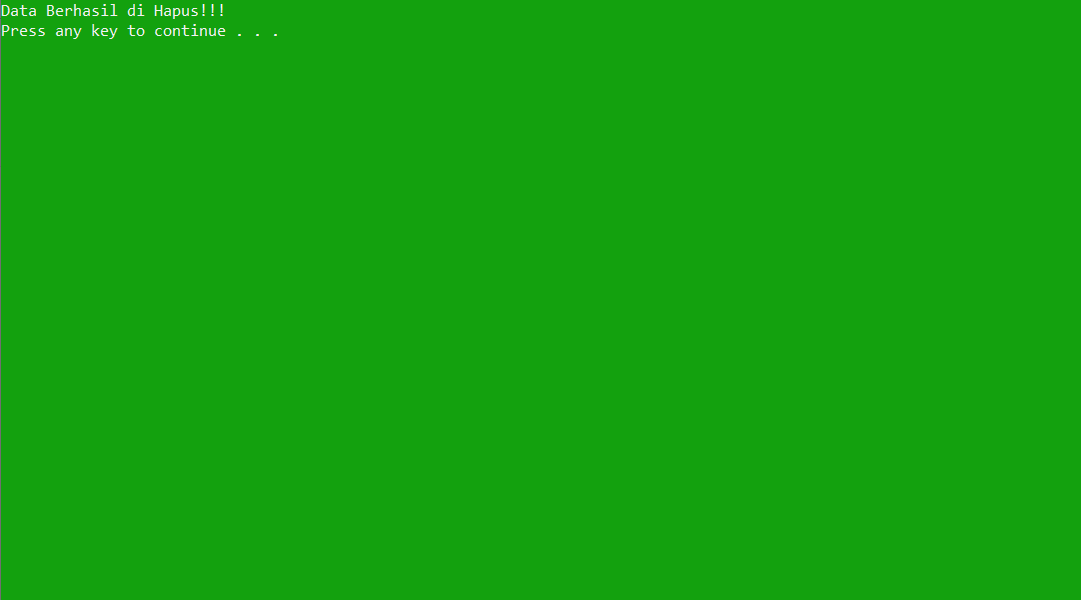 Data Berhasil di Hapus!!!
Press any key to continue . . .